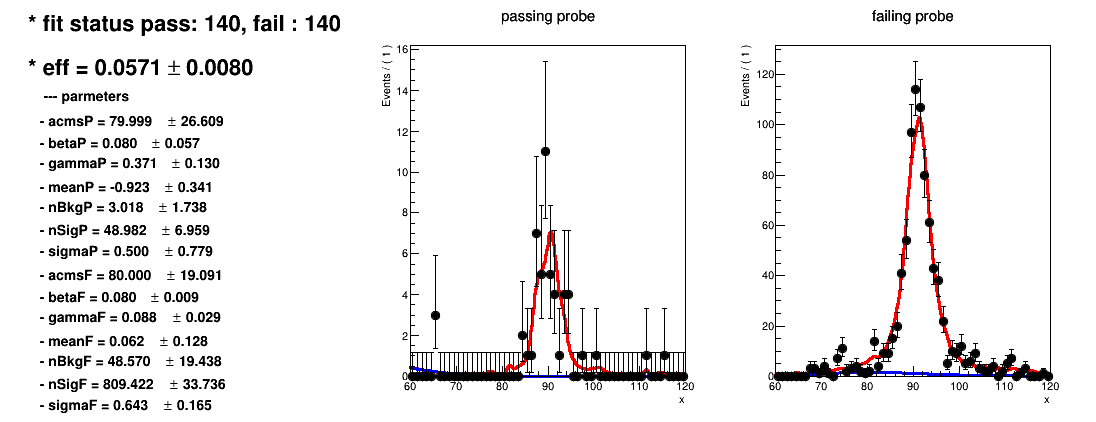 * fit status pass: 140, fail : 140
* eff = 0.0571 ± 0.0080
--- parmeters
- acmsP = 79.999 ± 26.609
- betaP = 0.080 ± 0.057
- gammaP = 0.371 ± 0.130
- meanP = -0.923 ± 0.341
- nBkgP = 3.018 ± 1.738
- nSigP = 48.982 ± 6.959
- sigmaP = 0.500 ± 0.779
- acmsF = 80.000 ± 19.091
- betaF = 0.080 ± 0.009
- gammaF = 0.088 ± 0.029
- meanF = 0.062 ± 0.128
- nBkgF = 48.570 ± 19.438
- nSigF = 809.422 ± 33.736
- sigmaF = 0.643 ± 0.165
passing probe
Events / ( 1 )
16
14
12
10
8
6
4
2
0
60 70 80 90 100 110 120
x
failing probe
Events / ( 1 )
120
100
80
60
40
20
0
60 70 80 90 100 110 120
x